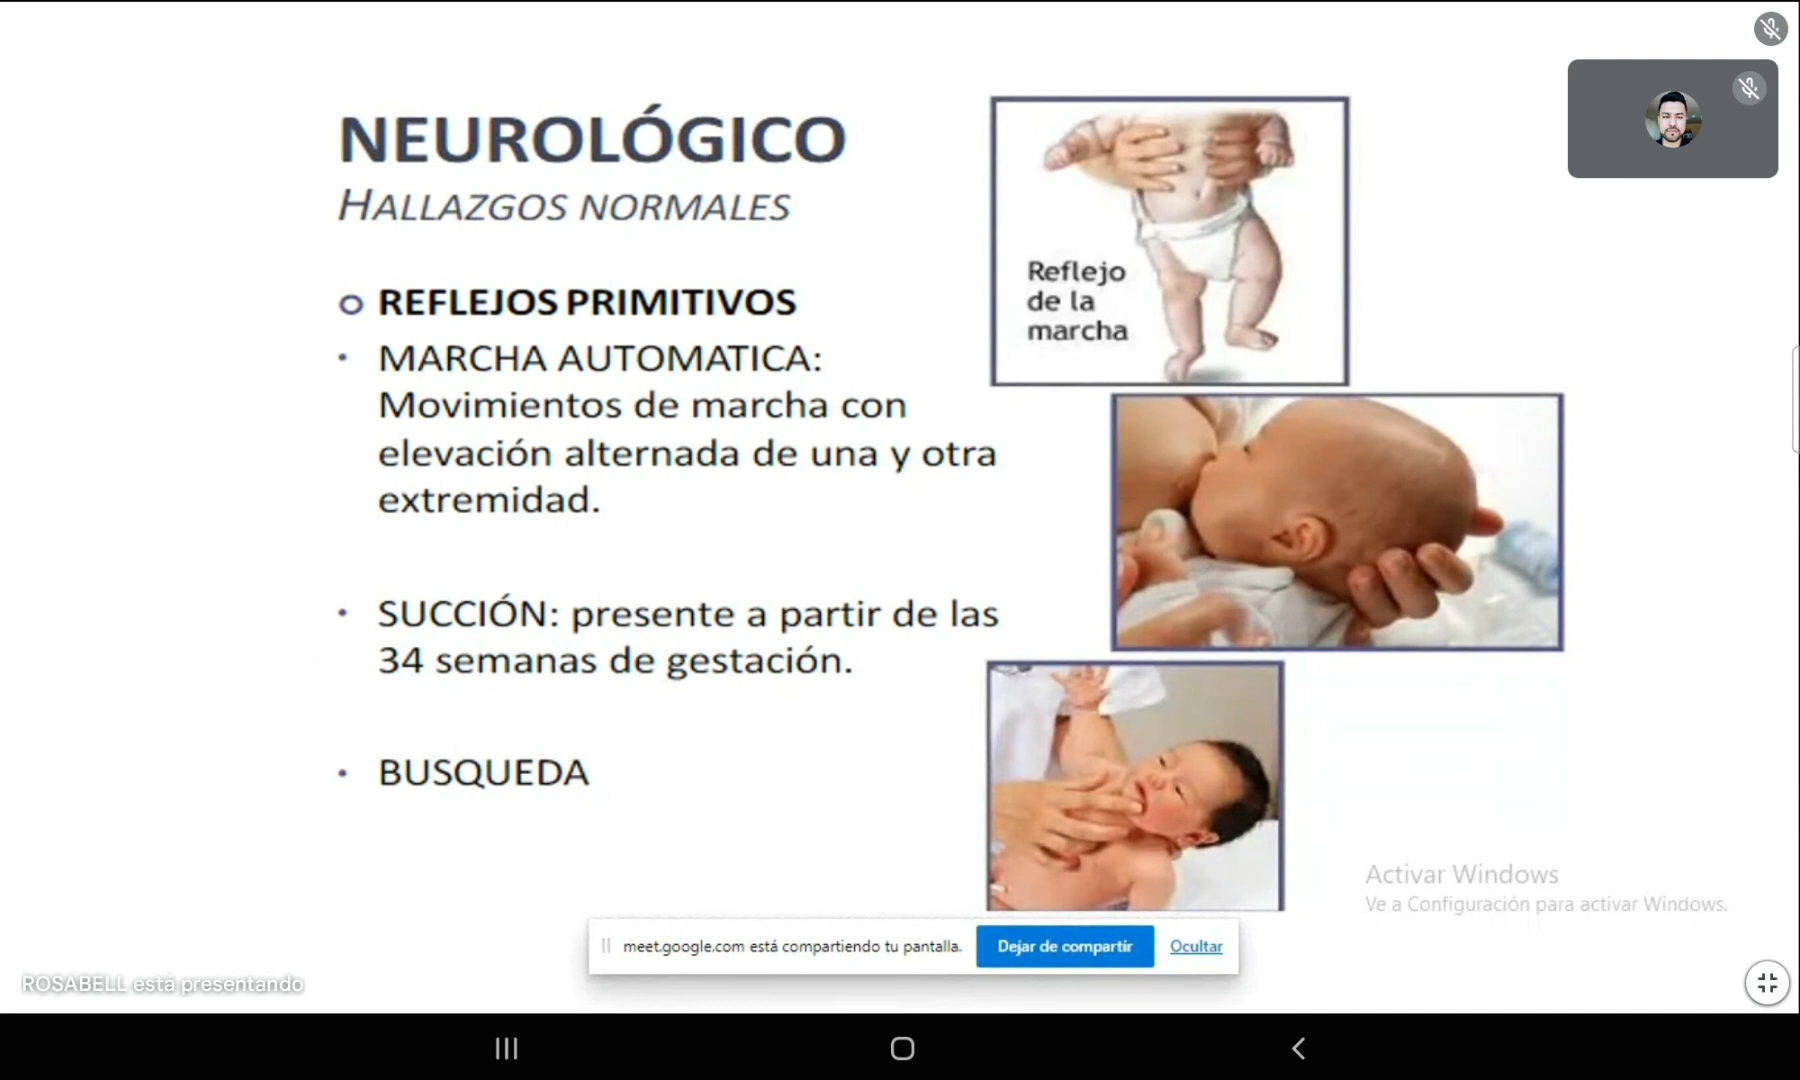 NEUROLÓGICO
HALLAZGOS NORMALES
REFLEJOS PRIMITIVOS
MARCHA AUTOMATICA:
Movimientos de marcha con
elevación alternada de una y otra
extremidad.
SUCCIÓN: presente a partir de las
34 semanas de gestación.
BUSQUEDA
Reflejo
de la
marcha
Activar Windows
Ve a Configuración para activar Windows.
meet.google.com está compartiendo tu pantalla.
Dejar de compartir
Ocultar
ROSABELL está presentando